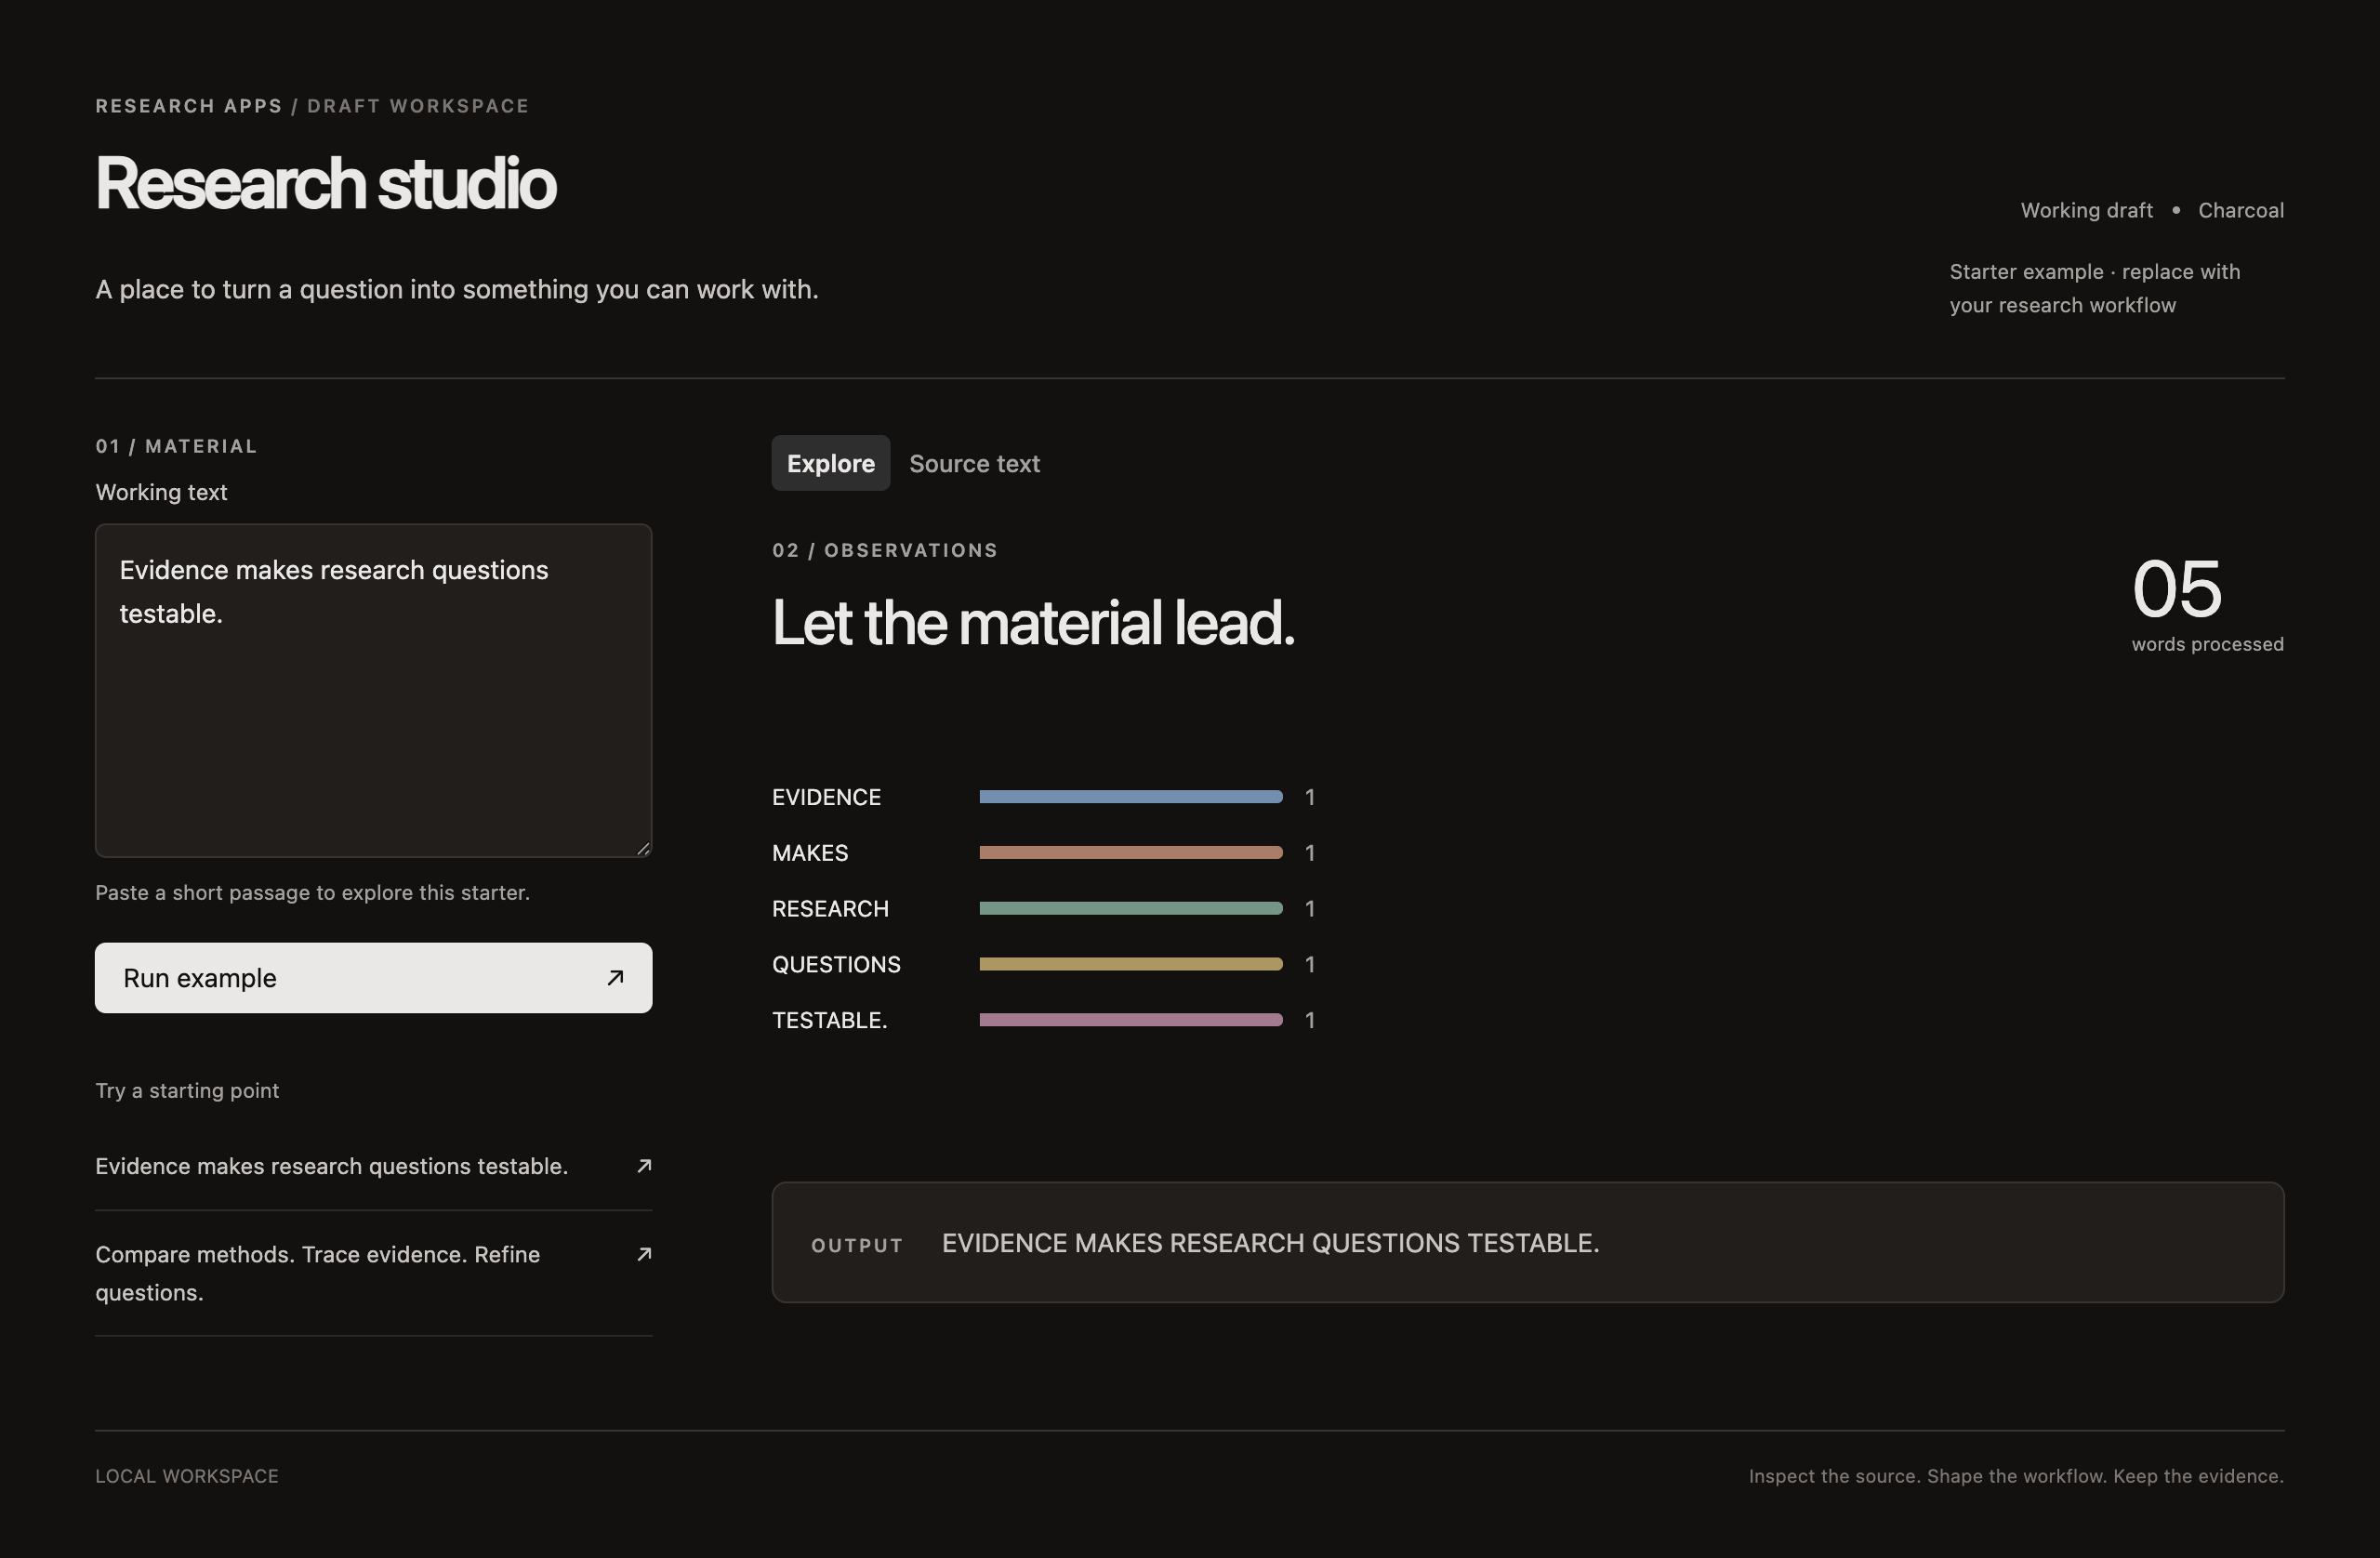 RESEARCH APPS / DRAFT WORKSPACE
Research studio
A place to turn a question into something you can work with.
Working draft • Charcoal
Starter example · replace with
your research workflow
01 / MATERIAL
Working text
Evidence makes research questions
testable.
Paste a short passage to explore this starter.
Run example ↗
Try a starting point
Evidence makes research questions testable. ↗
Compare methods. Trace evidence. Refine ↗
questions.
Explore Source text
02 / OBSERVATIONS
Let the material lead.
05
words processed
EVIDENCE 1
MAKES 1
RESEARCH 1
QUESTIONS 1
TESTABLE. 1
OUTPUT EVIDENCE MAKES RESEARCH QUESTIONS TESTABLE.
LOCAL WORKSPACE
Inspect the source. Shape the workflow. Keep the evidence.